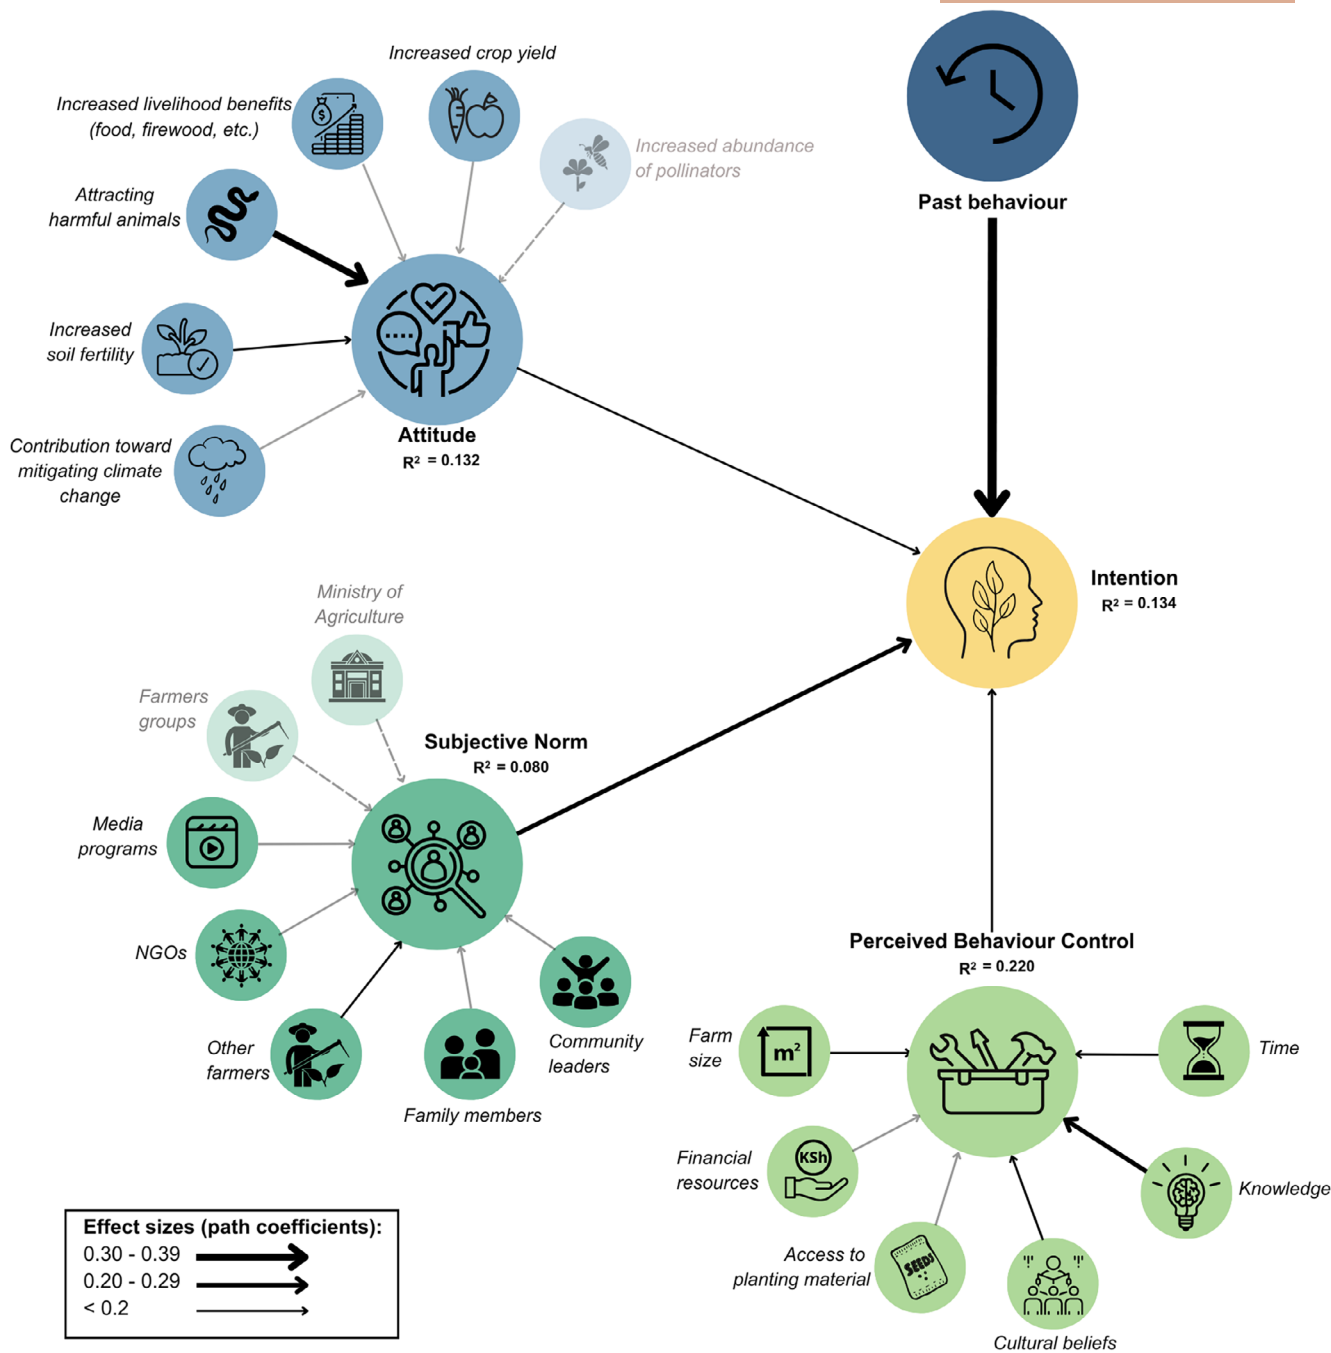 Increased crop yield
Increased livelihood benefits
(food, firewood, etc.)
$
Increased abundance
of pollinators
Attracting
harmful animals
Past behaviour
Increased
soil fertility
Attitude
R² = 0.132
Contribution toward
mitigating climate
change
Intention
R² = 0.134
Ministry of
Agriculture
Farmers
groups
Subjective Norm
R² = 0.080
Media
programs
NGOs
Other
farmers
Family members
Community
leaders
Perceived Behaviour Control
R² = 0.220
Farm
size
m²
Time
Financial
resources
KSh
Knowledge
Access to
planting material
SEEDS
Cultural beliefs
Effect sizes (path coefficients):
0.30 - 0.39
0.20 - 0.29
< 0.2